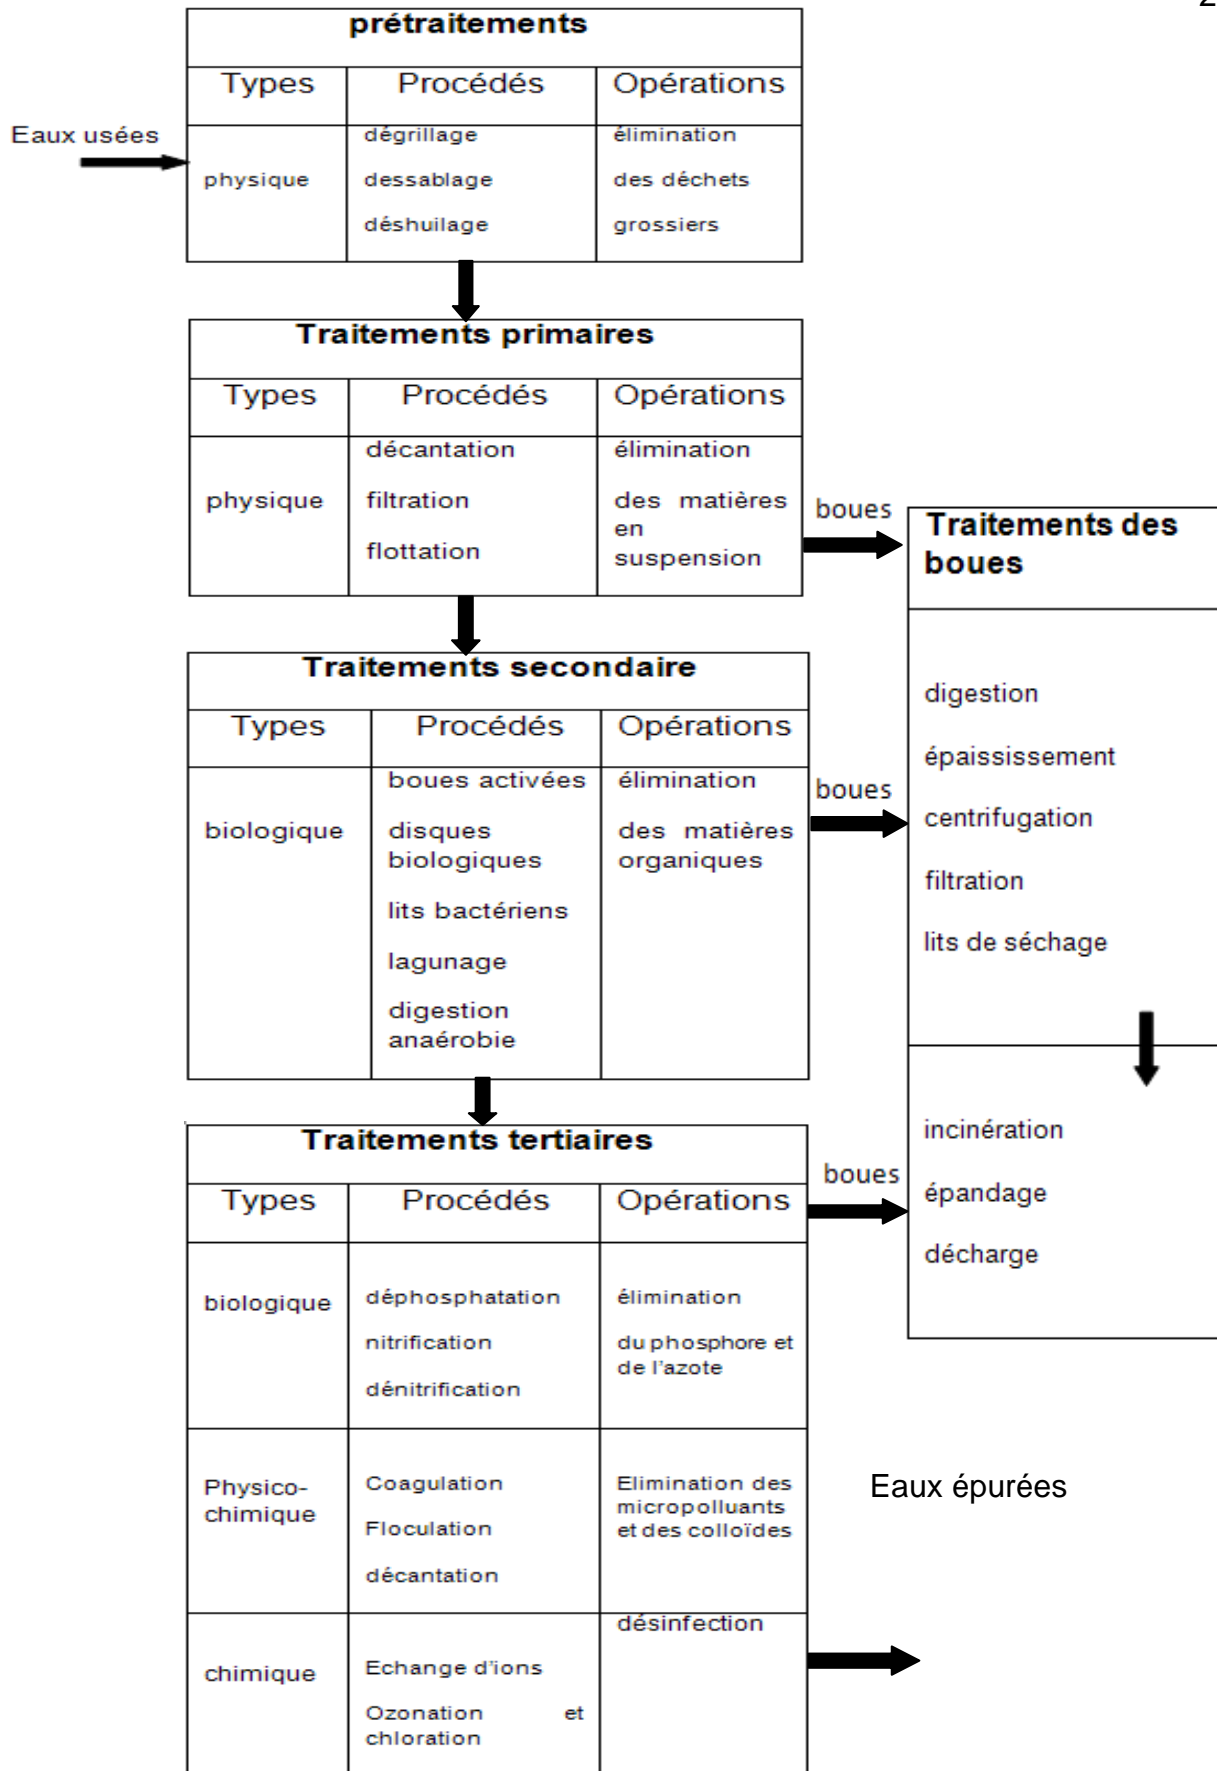 2
prétraitements
Types Procédés Opérations
Eaux usées
physique
dégrillage
dessablage
déshuilage
élimination
des déchets
grossiers
Traitements primaires
Types Procédés Opérations
physique
décantation
filtration
flottation
élimination
des matières
en
suspension
boues
Traitements secondaire
Types Procédés Opérations
biologique
boues activées
disques
biologiques
lits bactériens
lagunage
digestion
anaérobie
élimination
des matières
organiques
boues
Traitements tertiaires
Types Procédés Opérations
biologique
déphosphatation
nitrification
dénitrification
élimination
du phosphore et
de l'azote
boues
Physico-
chimique
Coagulation
Floculation
décantation
Elimination des
micropolluants
et des colloïdes
chimique
Echange d'ions
Ozonation et
chloration
désinfection
Traitements des
boues
digestion
épaississement
centrifugation
filtration
lits de séchage
incinération
épandage
décharge
Eaux épurées